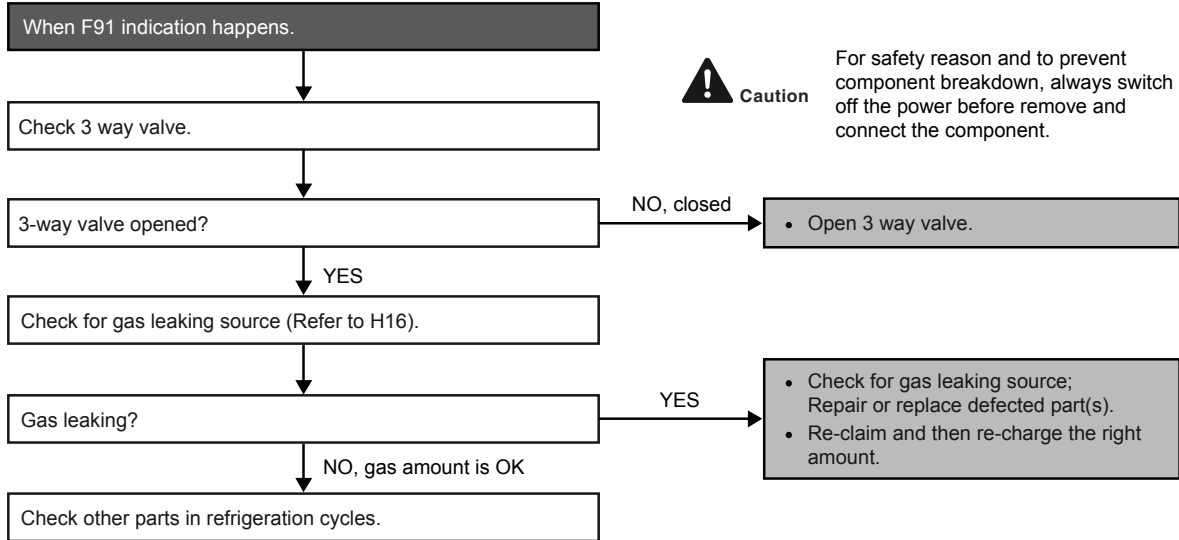 When F91 indication happens.
Caution
For safety reason and to prevent
component breakdown, always switch
off the power before remove and
connect the component.
Check 3 way valve.
3-way valve opened?
NO, closed
• Open 3 way valve.
YES
Check for gas leaking source (Refer to H16).
Gas leaking?
YES
• Check for gas leaking source;
Repair or replace defected part(s).
• Re-claim and then re-charge the right
amount.
NO, gas amount is OK
Check other parts in refrigeration cycles.